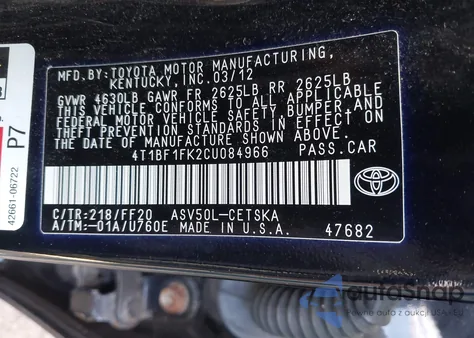 MFD.BY:TOYOTA MOTOR MANUFACTURING,
KENTUCKY,INC.03/12
GVWR 4630LB GAWR FR 2625LB RR 2625LB
THIS VEHICLE CONFORMS TO ALL APPLICABLE
FEDERAL MOTOR VEHICLE SAFETY,BUMPER,AND
THEFT PREVENTION STANDARDS IN EFFECT ON
THE DATE OF MANUFACTURE SHOWN ABOVE.
4T1BF1FK2CU084966 PASS.CAR
C/TR:218/FF20 ASV50L-CETSKA
A/TM:-01A/U760E MADE IN U.S.A. 47682
TOYOTA
42661-06722
P7
autoShop